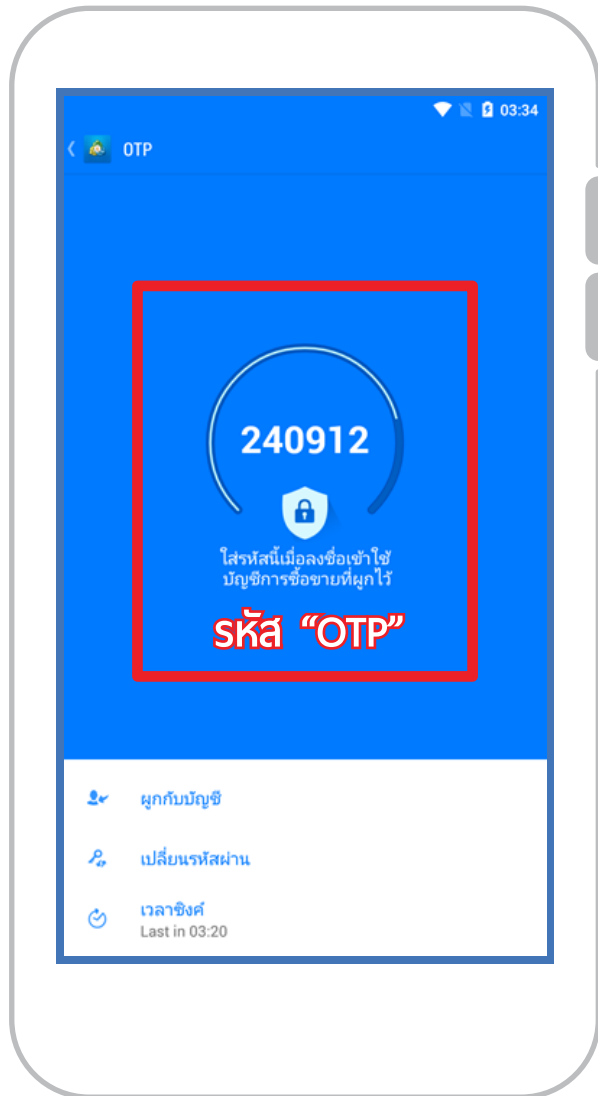 03:34
OTP
240912
ใส่รหัสนี้เมื่อลงชื่อเข้าใช้
บัญชีการซื้อขายที่ผูกไว้
รหัส “OTP”
ผูกกับบัญชี
เปลี่ยนรหัสผ่าน
เวลาซิงค์
Last in 03:20